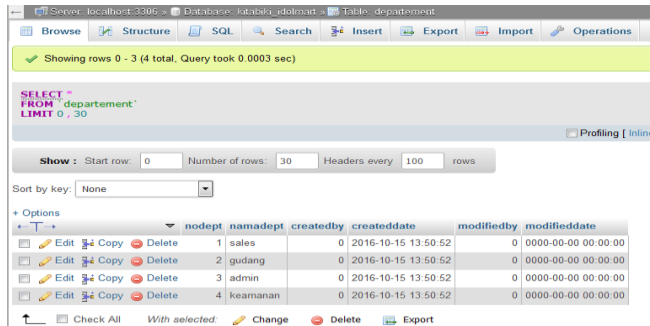 Server: localhost:3306 » Database: kitabiki_idolmart » Table: departement
Browse Structure SQL Search Insert Export Import Operations
Showing rows 0 - 3 (4 total, Query took 0.0003 sec)
SELECT *
FROM `departement`
LIMIT 0 , 30
Profiling [ Inline
Show : Start row: 0 Number of rows: 30 Headers every 100 rows
Sort by key: None
+ Options
←T→ nodept namadept createdby createddate modifiedby modifieddate
Edit Copy Delete 1 sales 0 2016-10-15 13:50:52 0 0000-00-00 00:00:00
Edit Copy Delete 2 gudang 0 2016-10-15 13:50:52 0 0000-00-00 00:00:00
Edit Copy Delete 3 admin 0 2016-10-15 13:50:52 0 0000-00-00 00:00:00
Edit Copy Delete 4 keamanan 0 2016-10-15 13:50:52 0 0000-00-00 00:00:00
Check All With selected: Change Delete Export